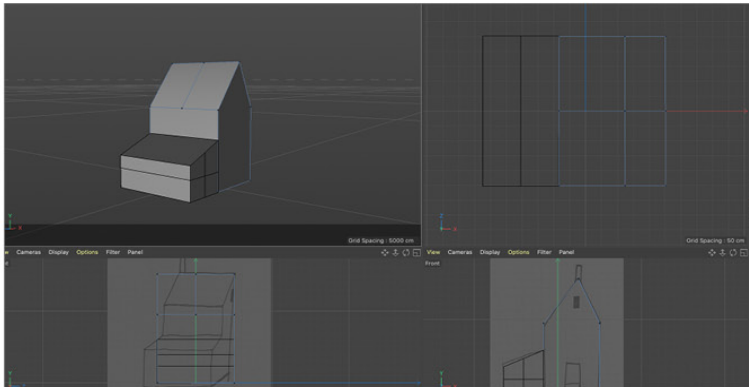 Grid Spacing : 5000 cm
Grid Spacing : 50 cm
Cameras Display Options Filter Panel
View Cameras Display Options Filter Panel
Front
Y
X
Z
X